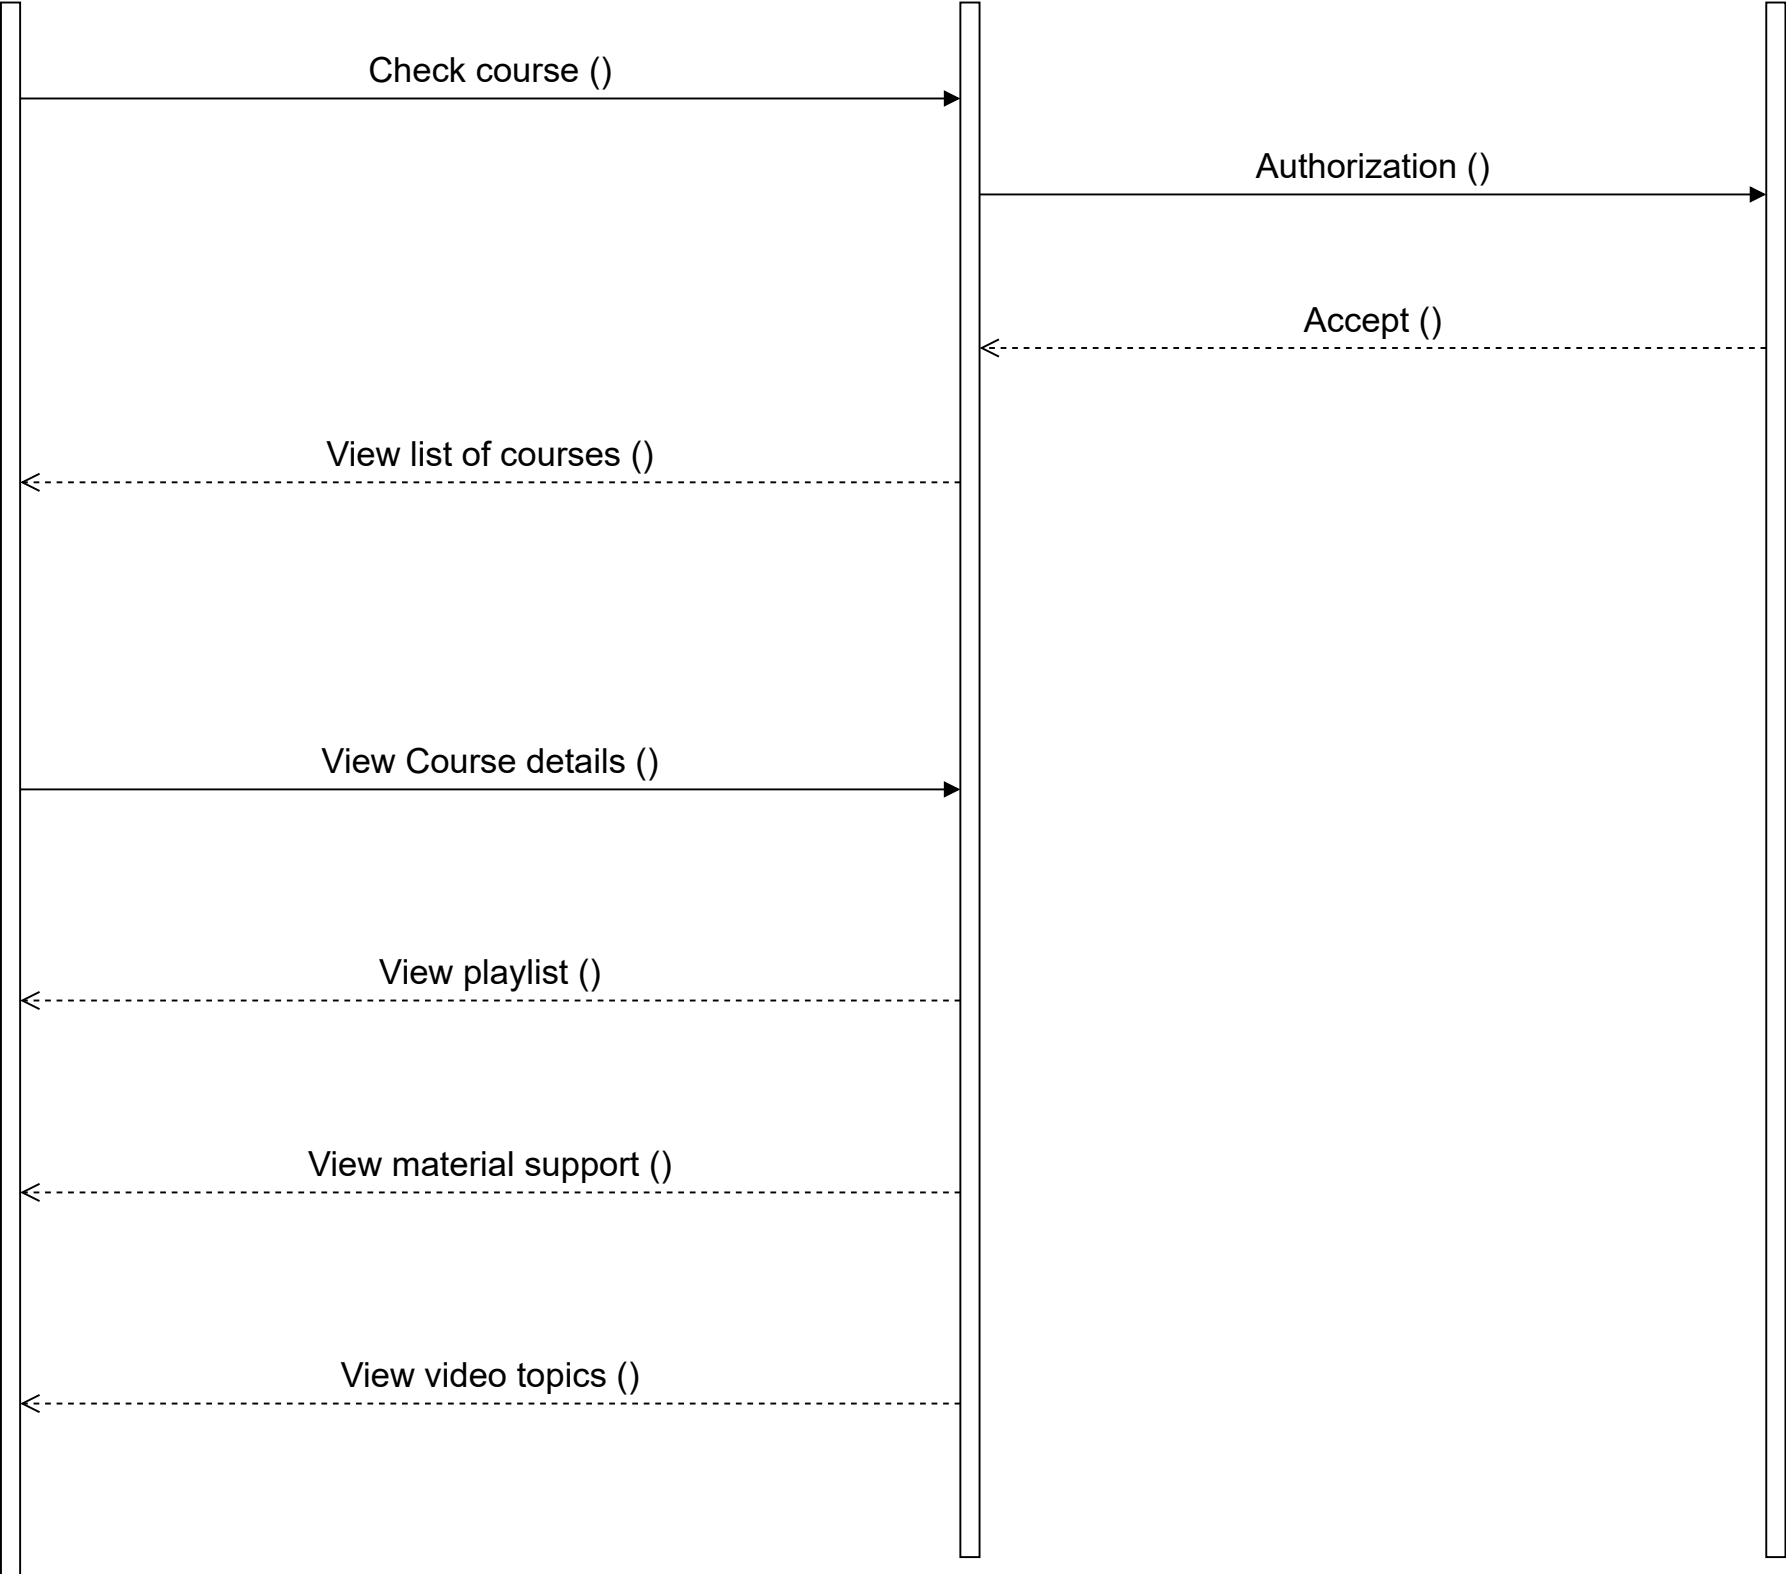 Check course ()
Authorization ()
Accept ()
View list of courses ()
View Course details ()
View playlist ()
View material support ()
View video topics ()